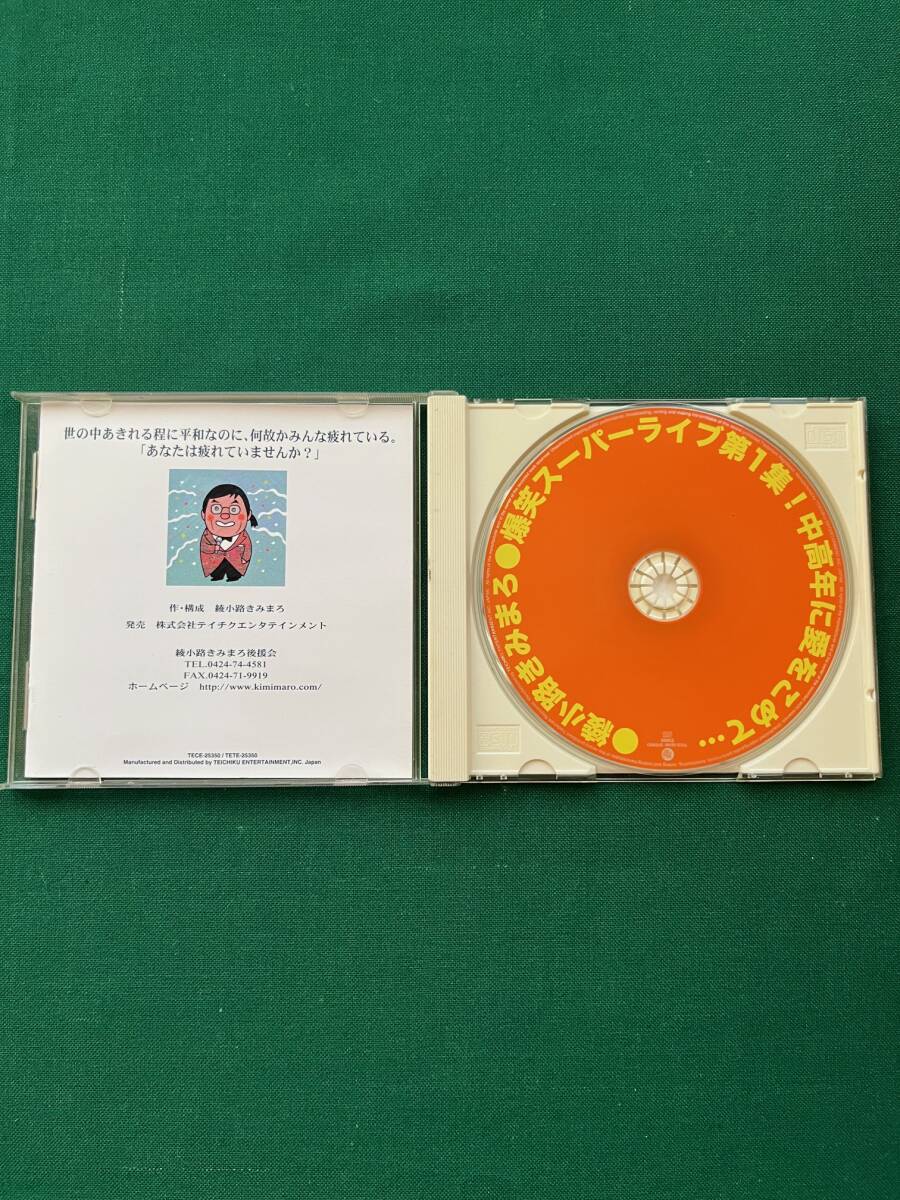 世の中あきれる程に平和なのに、何故かみんな疲れている。
「あなたは疲れていませんか？」
作・構成　綾小路きみまろ
発売　株式会社テイチクエンタテインメント
綾小路きみまろ後援会
TEL.0424-74-4581
FAX.0424-71-9919
ホームページ　http://www.kimimaro.com/
TECE-25350 / TETE-25350
Manufactured and Distributed by TEICHIKU ENTERTAINMENT,INC. Japan
●綾小路きみまろ●爆笑スーパーライブ第1集！中高年に愛をこめて…